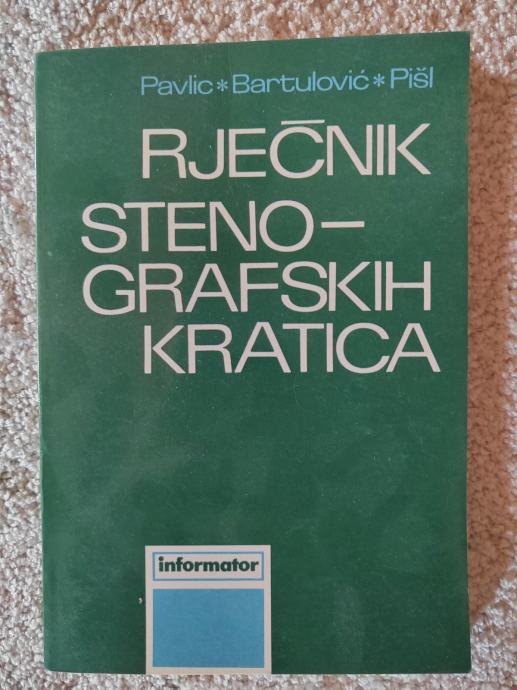 Pavlic * Bartulović * Pišl
RJEČNIK
STENO-
GRAFSKIH
KRATICA
informator